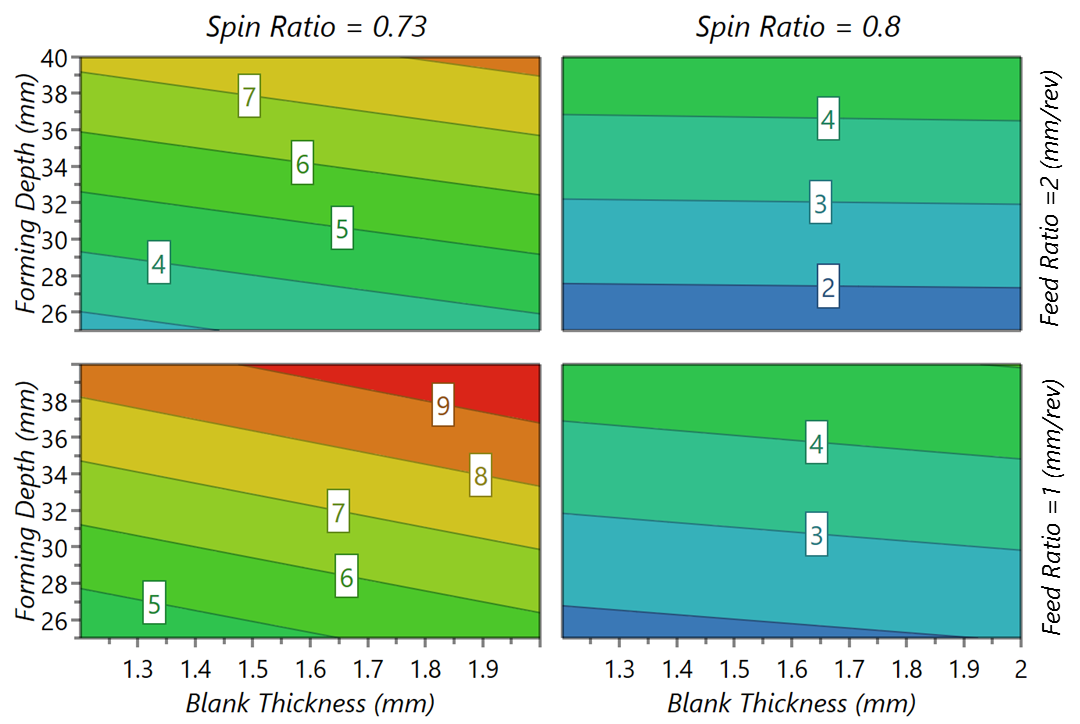 Spin Ratio = 0.73
Spin Ratio = 0.8
Forming Depth (mm)
40
38
36
34
32
30
28
26
7
6
5
4
4
3
2
Feed Ratio =2 (mm/rev)
Forming Depth (mm)
38
36
34
32
30
28
26
9
8
7
6
5
4
3
Feed Ratio =1 (mm/rev)
1.3 1.4 1.5 1.6 1.7 1.8 1.9
1.3 1.4 1.5 1.6 1.7 1.8 1.9 2
Blank Thickness (mm)
Blank Thickness (mm)